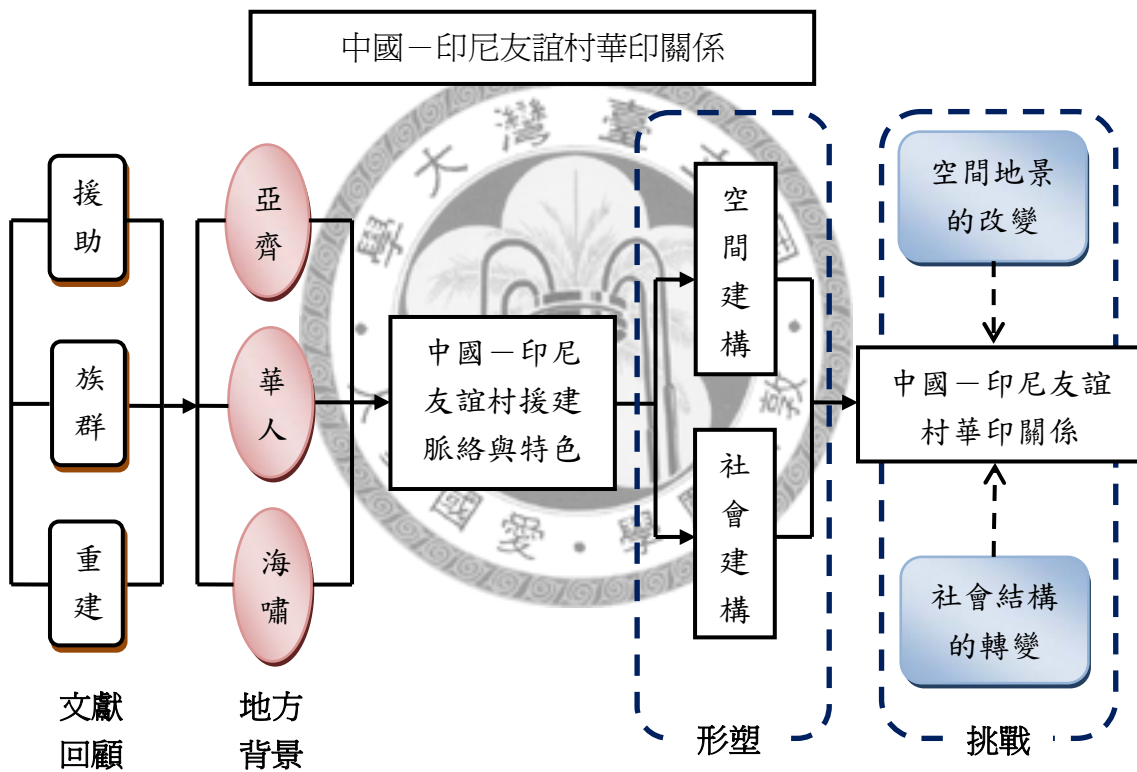 中國－印尼友誼村華印關係
援
助
族
群
重
建
文獻
回顧
亞
齊
華
人
海
嘯
地方
背景
中國－印尼
友誼村援建
脈絡與特色
空
間
建
構
社
會
建
構
形塑
空間地景
的改變
中國－印尼友誼
村華印關係
社會結構
的轉變
挑戰